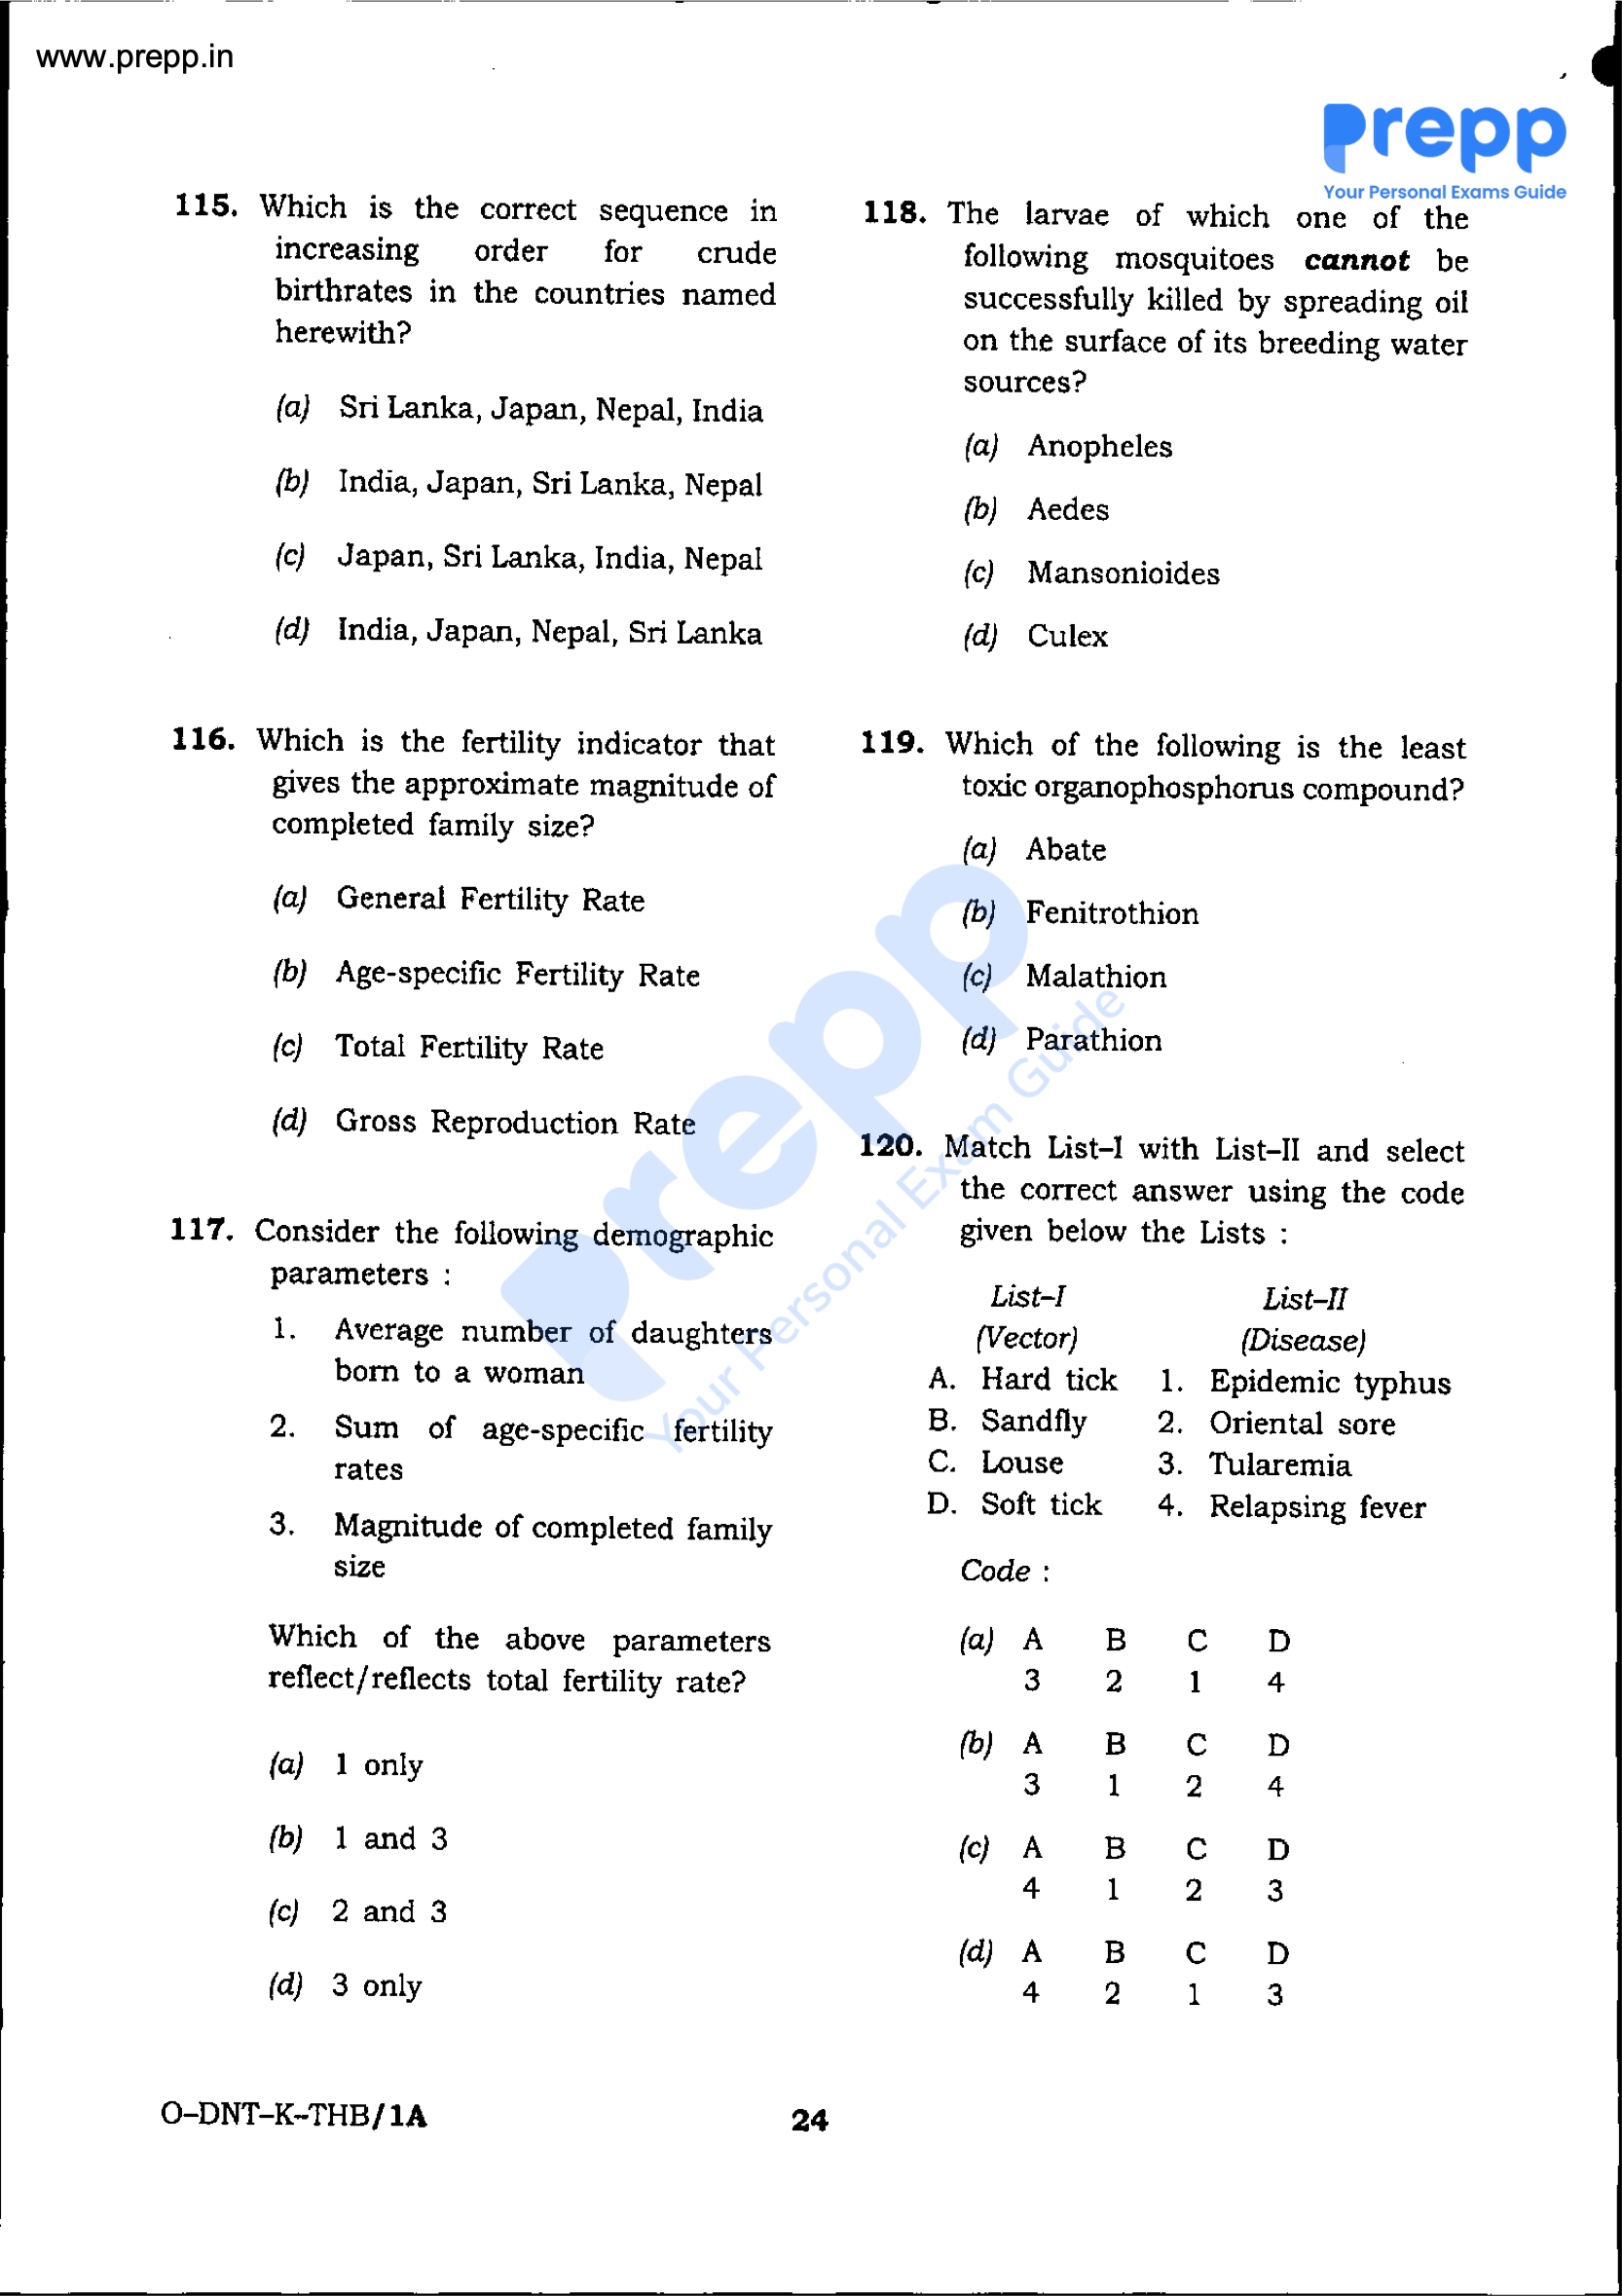 www.prepp.in
prepp
Your Personal Exams Guide
115. Which is the correct sequence in
increasing order for crude
birthrates in the countries named
herewith?
(a) Sri Lanka, Japan, Nepal, India
(b) India, Japan, Sri Lanka, Nepal
(c) Japan, Sri Lanka, India, Nepal
(d) India, Japan, Nepal, Sri Lanka
116. Which is the fertility indicator that
gives the approximate magnitude of
completed family size?
(a) General Fertility Rate
(b) Age-specific Fertility Rate
(c) Total Fertility Rate
(d) Gross Reproduction Rate
117. Consider the following demographic
parameters :
1. Average number of daughters
born to a woman
2. Sum of age-specific fertility
rates
3. Magnitude of completed family
size
Which of the above parameters
reflect/reflects total fertility rate?
(a) 1 only
(b) 1 and 3
(c) 2 and 3
(d) 3 only
118. The larvae of which one of the
following mosquitoes cannot be
successfully killed by spreading oil
on the surface of its breeding water
sources?
(a) Anopheles
(b) Aedes
(c) Mansonioides
(d) Culex
119. Which of the following is the least
toxic organophosphorus compound?
(a) Abate
(b) Fenitrothion
(c) Malathion
(d) Parathion
120. Match List–I with List–II and select
the correct answer using the code
given below the Lists :
List–I List–II
(Vector) (Disease)
A. Hard tick 1. Epidemic typhus
B. Sandfly 2. Oriental sore
C. Louse 3. Tularemia
D. Soft tick 4. Relapsing fever
Code :
(a) A B C D
3 2 1 4
(b) A B C D
3 1 2 4
(c) A B C D
4 1 2 3
(d) A B C D
4 2 1 3
prepp
Your Personal Exam Guide
O–DNT–K–THB/1A
24